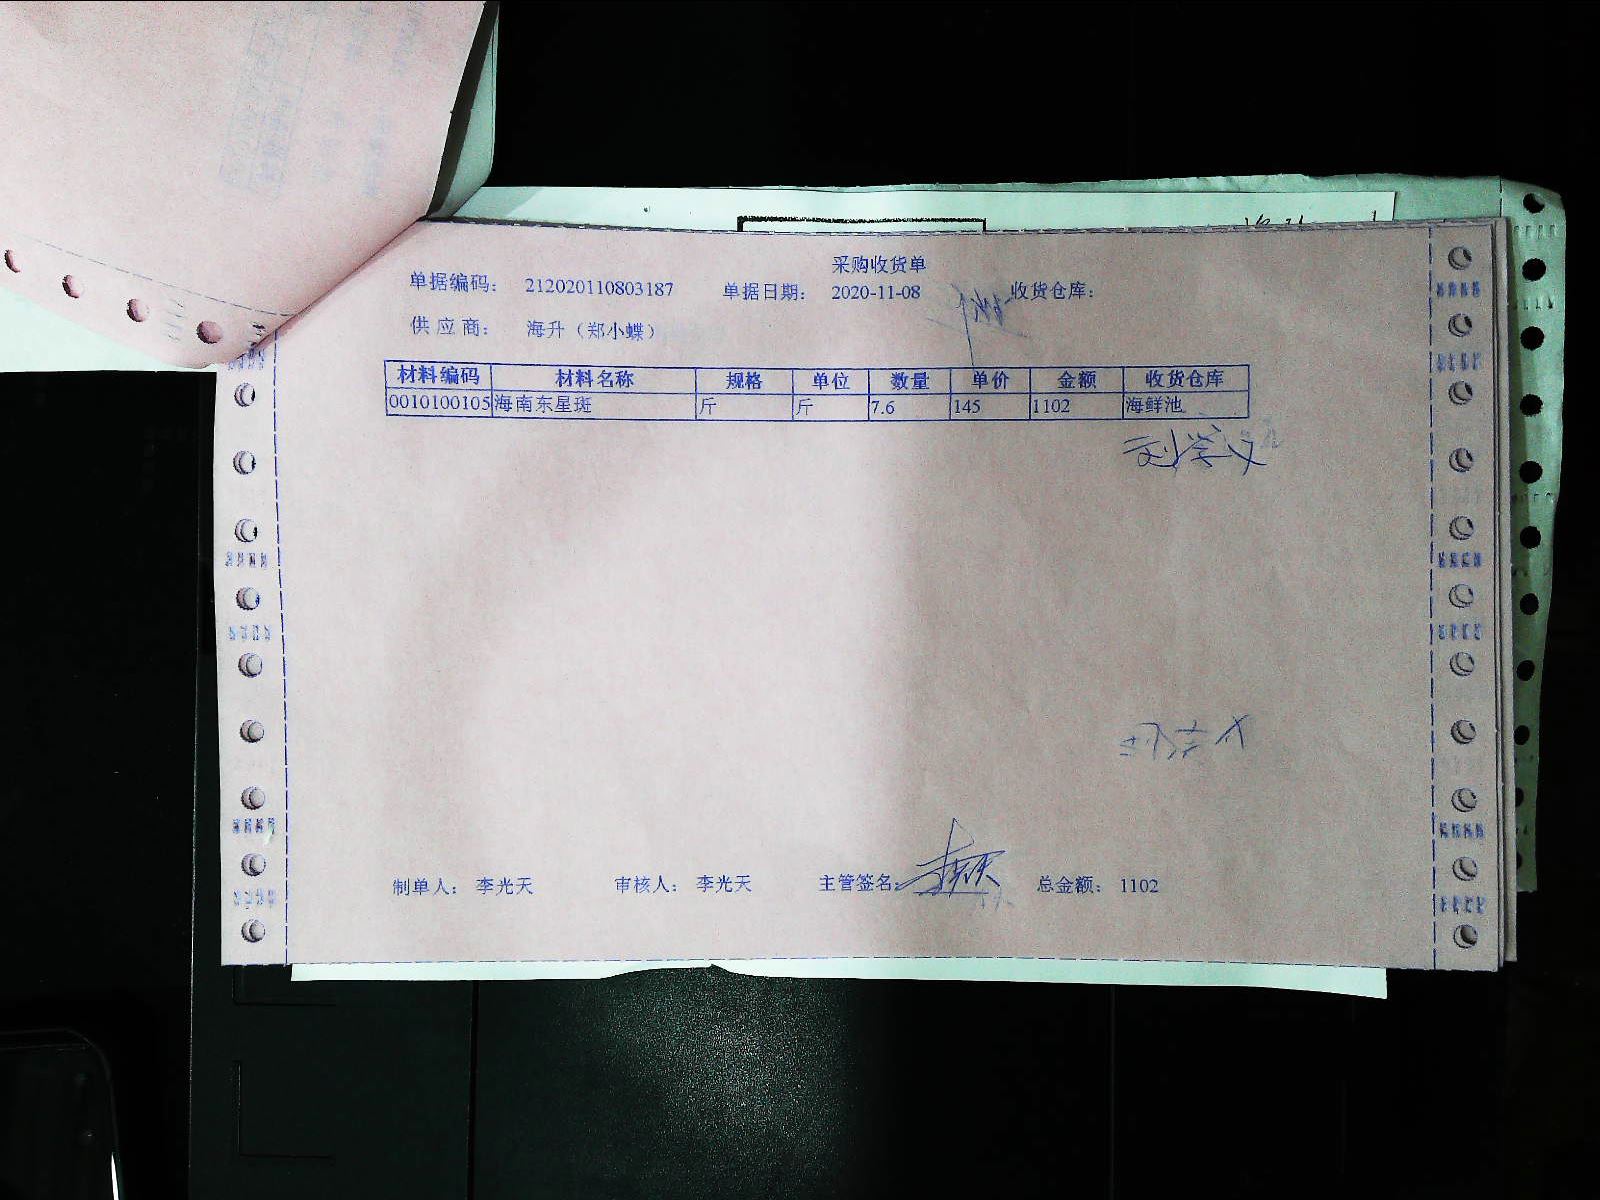 采购收货单
单据编码： 212020110803187 单据日期： 2020-11-08 收货仓库：
供 应 商： 海升（郑小蝶）
材料编码 材料名称 规格 单位 数量 单价 金额 收货仓库
0010100105 海南东星斑 斤 斤 7.6 145 1102 海鲜池
刘学义
制单人： 李光天 审核人： 李光天 主管签名： 总金额： 1102